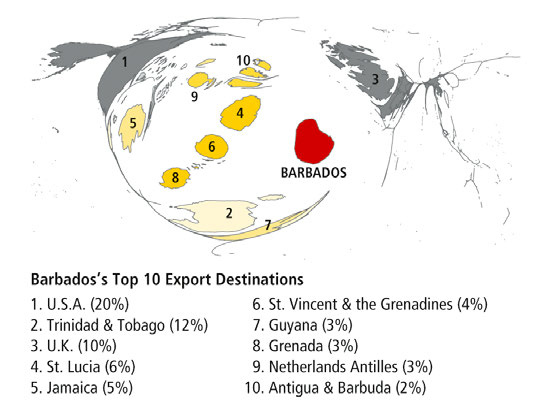 1
10
3
9
5
4
6
BARBADOS
8
2
7
Barbados's Top 10 Export Destinations
1. U.S.A. (20%)
2. Trinidad & Tobago (12%)
3. U.K. (10%)
4. St. Lucia (6%)
5. Jamaica (5%)
6. St. Vincent & the Grenadines (4%)
7. Guyana (3%)
8. Grenada (3%)
9. Netherlands Antilles (3%)
10. Antigua & Barbuda (2%)